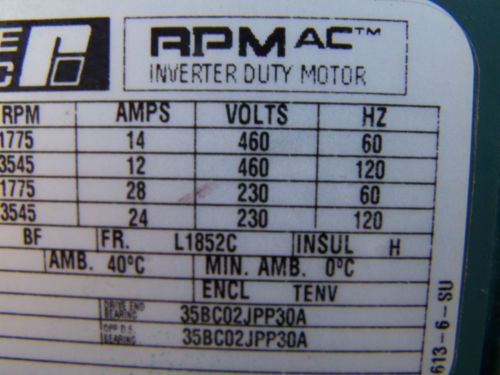 E RPM AC™
C INVERTER DUTY MOTOR
RPM AMPS VOLTS HZ
1775 14 460 60
3545 12 460 120
1775 28 230 60
3545 24 230 120
BF FR. L1852C INSUL H
AMB. 40°C MIN. AMB. 0°C
ENCL TENV
DRIVE END
BEARING 35BC02JPP30A
OPP D.E.
BEARING 35BC02JPP30A
613-6-SU